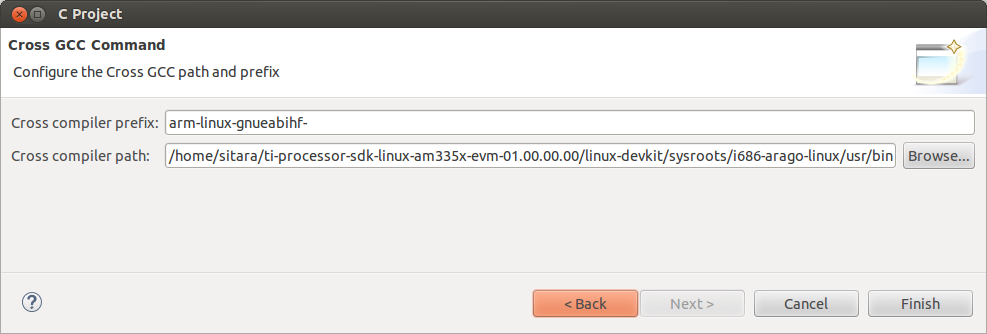 C Project
Cross GCC Command
Configure the Cross GCC path and prefix
Cross compiler prefix: arm-linux-gnueabihf-
Cross compiler path: /home/sitara/ti-processor-sdk-linux-am335x-evm-01.00.00.00/linux-devkit/sysroots/i686-arago-linux/usr/bin Browse...
? < Back Next > Cancel Finish